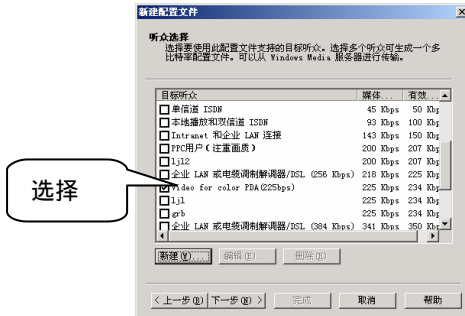 新建配置文件
听众选择
选择要使用此配置文件支持的目标听众。选择多个听众可生成一个多
比特率配置文件。可以从 Windows Media 服务器进行传输。
目标听众 媒体... 有效...
单信道 ISDN 45 Kbps 50 Kbp
本地播放和双信道 ISDN 93 Kbps 100 Kbp
Intranet 和企业 LAN 连接 143 Kbps 150 Kbp
PPC用户(注重画质) 200 Kbps 207 Kbp
ljl2 200 Kbps 207 Kbp
企业 LAN 或电缆调制解调器/DSL (256 Kbps) 218 Kbps 225 Kbp
Video for color PDA(225bps) 225 Kbps 234 Kbp
ljl 225 Kbps 234 Kbp
grb 225 Kbps 234 Kbp
企业 LAN 或电缆调制解调器/DSL (384 Kbps) 341 Kbps 350 Kbp
选择
新建(W)... 编辑(E)... 删除(R)
< 上一步(B) 下一步(N) > 完成 取消 帮助